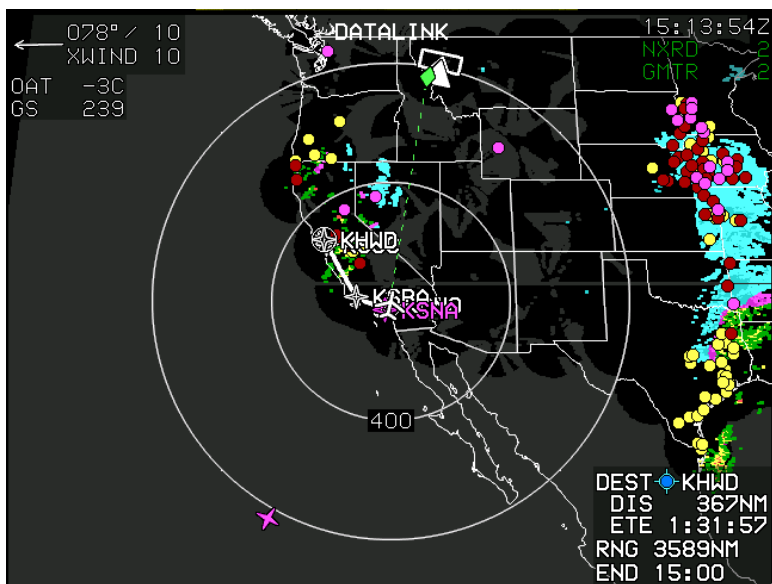 078° / 10
XWIND 10
DATALINK
15:13:54Z
NXRD 2
GMTR 2
OAT -3C
GS 239
KHWD
KSBA
KSNA
400
DEST KHWD
DIS 367NM
ETE 1:31:57
RNG 3589NM
END 15:00